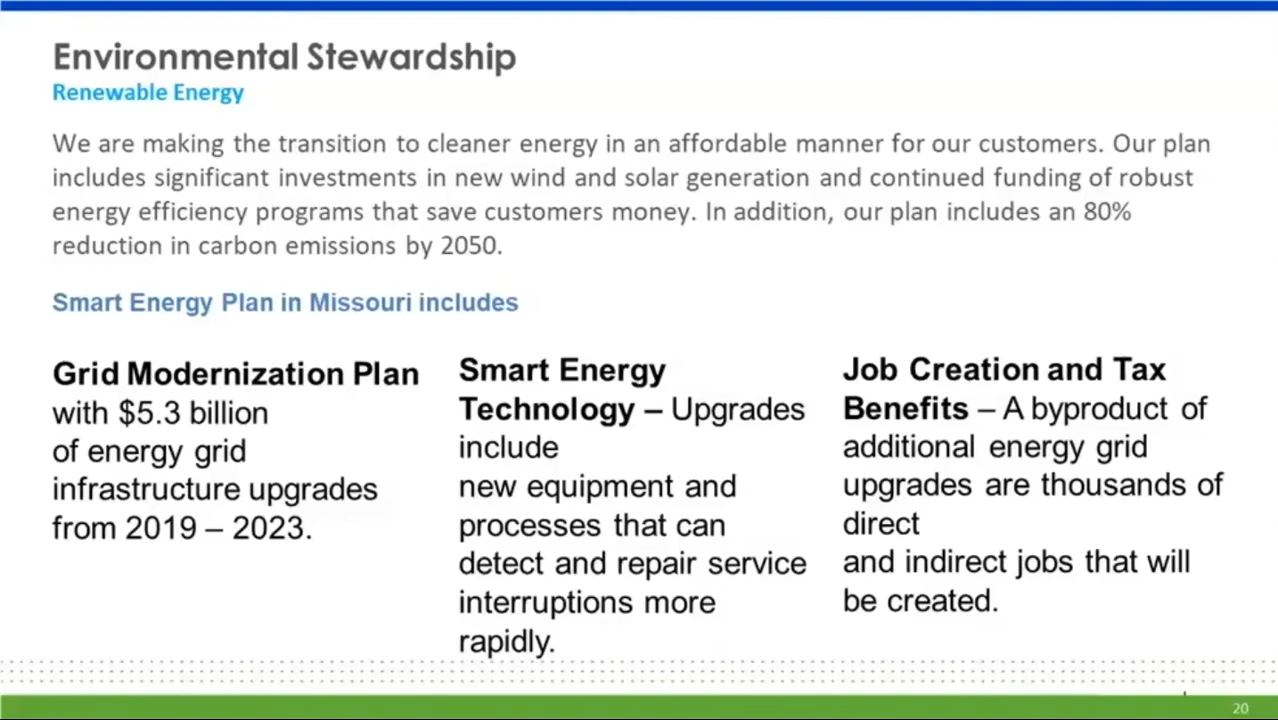 Environmental Stewardship
Renewable Energy
We are making the transition to cleaner energy in an affordable manner for our customers. Our plan
includes significant investments in new wind and solar generation and continued funding of robust
energy efficiency programs that save customers money. In addition, our plan includes an 80%
reduction in carbon emissions by 2050.
Smart Energy Plan in Missouri includes
Grid Modernization Plan
with $5.3 billion
of energy grid
infrastructure upgrades
from 2019 – 2023.
Smart Energy
Technology – Upgrades
include
new equipment and
processes that can
detect and repair service
interruptions more
rapidly.
Job Creation and Tax
Benefits – A byproduct of
additional energy grid
upgrades are thousands of
direct
and indirect jobs that will
be created.
20